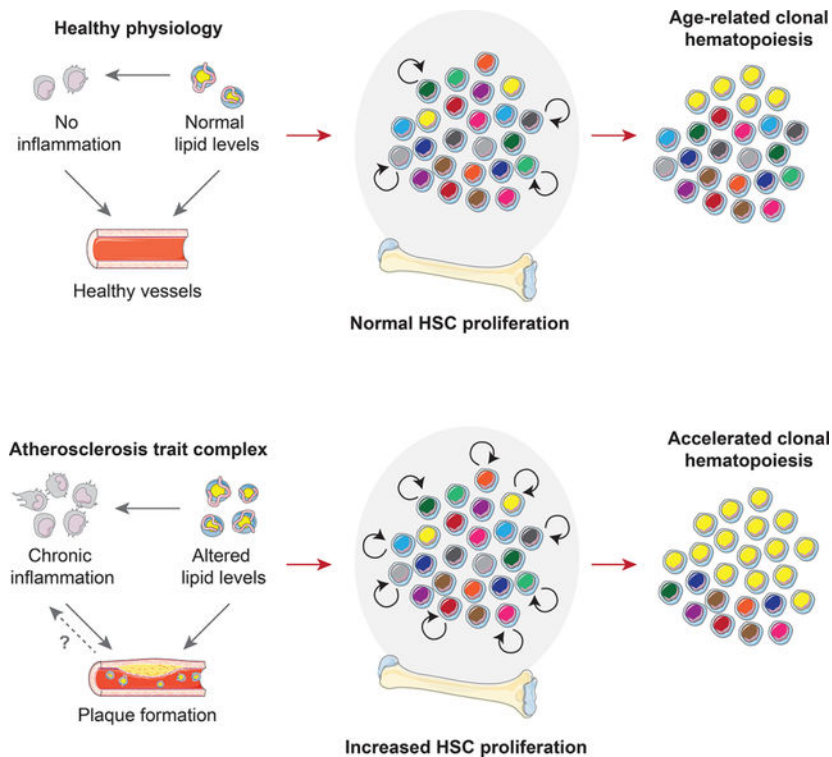 Healthy physiology
Age-related clonal
hematopoiesis
No
inflammation
Normal
lipid levels
Healthy vessels
Normal HSC proliferation
Atherosclerosis trait complex
Accelerated clonal
hematopoiesis
Chronic
inflammation
Altered
lipid levels
?
Plaque formation
Increased HSC proliferation